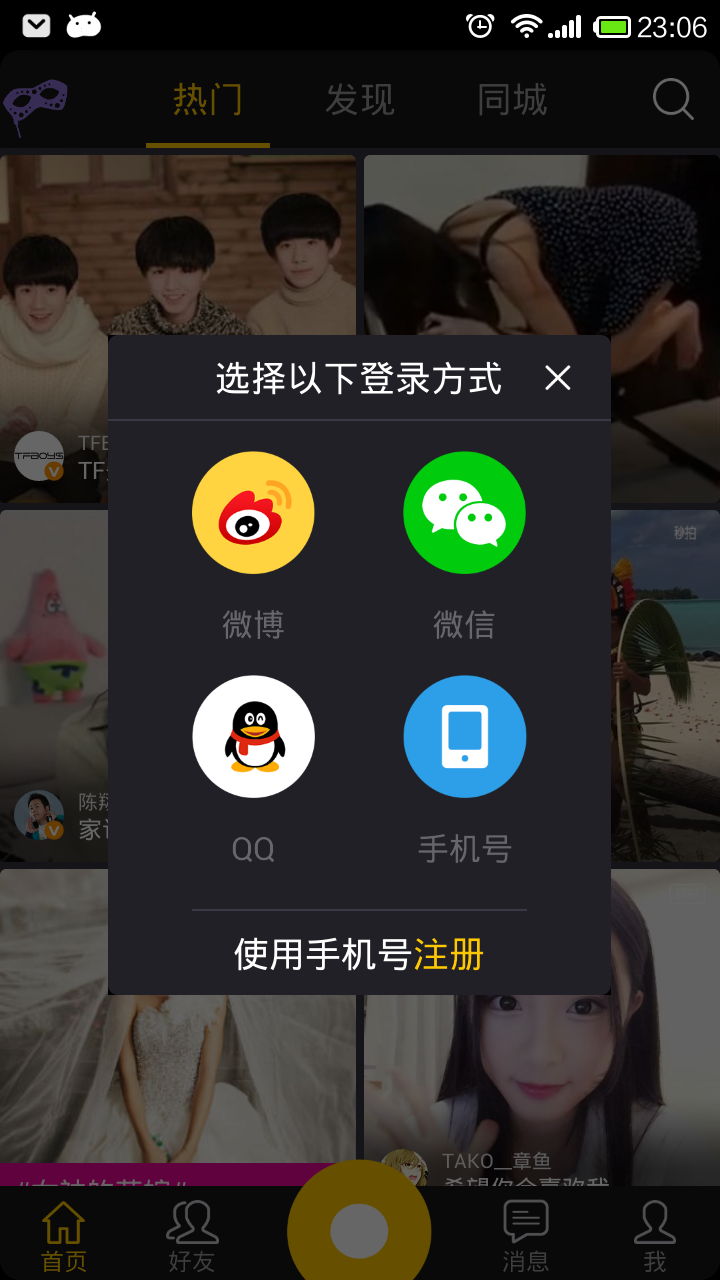 23:06
热门 发现 同城
选择以下登录方式
TFBOYS
TF
秒拍
微博 微信
QQ 手机号
陈翔
家
使用手机号注册
TAKO__章鱼
首页 好友 消息 我